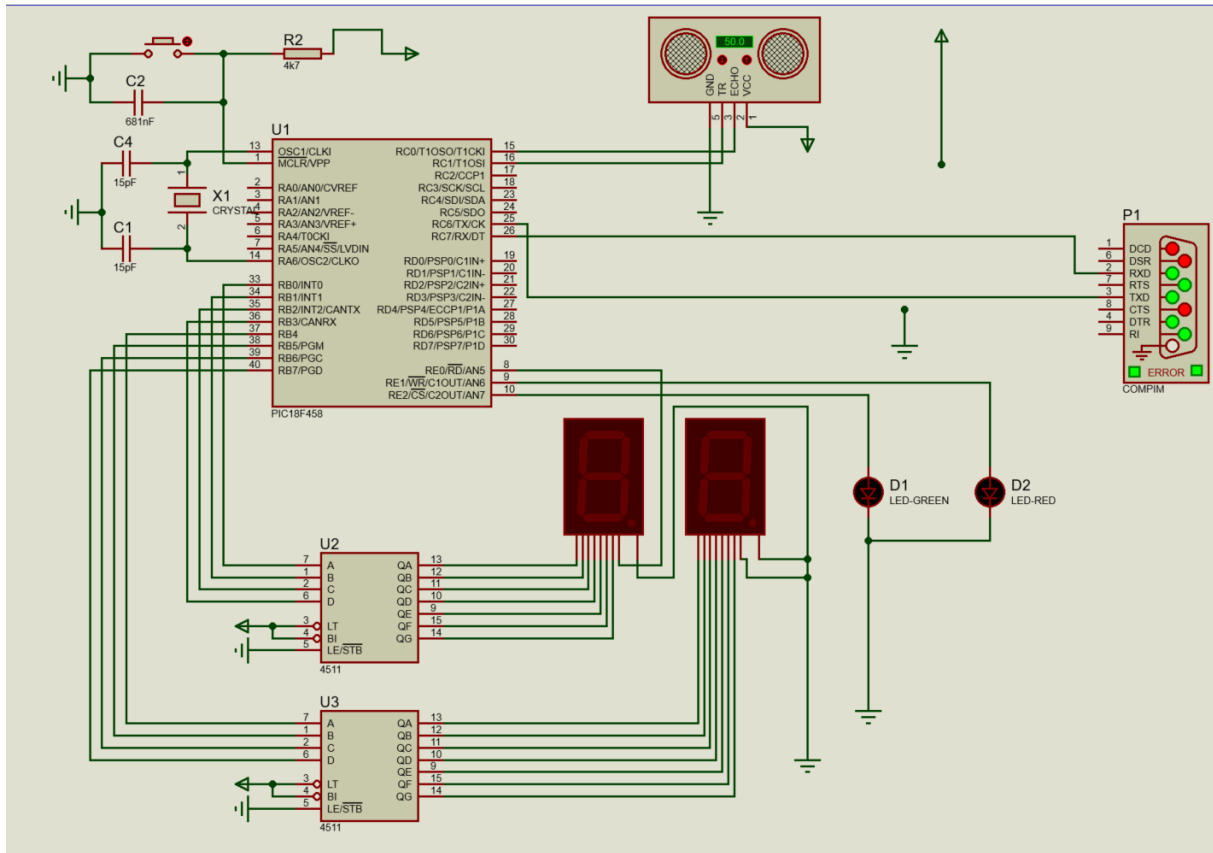 R2
4k7
C2
681nF
C4
15pF
X1
CRYSTAL
C1
15pF
1
2
50.0
GND
TR
ECHO
VCC
5
3
2
1
U1
13 OSC1/CLKI
1 MCLR/VPP
2 RA0/AN0/CVREF
3 RA1/AN1
4 RA2/AN2/VREF-
5 RA3/AN3/VREF+
6 RA4/T0CKI
7 RA5/AN4/SS/LVDIN
14 RA6/OSC2/CLKO
33 RB0/INT0
34 RB1/INT1
35 RB2/INT2/CANTX
36 RB3/CANRX
37 RB4
38 RB5/PGM
39 RB6/PGC
40 RB7/PGD
RC0/T1OSO/T1CKI 15
RC1/T1OSI 16
RC2/CCP1 17
RC3/SCK/SCL 18
RC4/SDI/SDA 23
RC5/SDO 24
RC6/TX/CK 25
RC7/RX/DT 26
RD0/PSP0/C1IN+ 19
RD1/PSP1/C1IN- 20
RD2/PSP2/C2IN+ 21
RD3/PSP3/C2IN- 22
RD4/PSP4/ECCP1/P1A 27
RD5/PSP5/P1B 28
RD6/PSP6/P1C 29
RD7/PSP7/P1D 30
RE0/RD/AN5 8
RE1/WR/C1OUT/AN6 9
RE2/CS/C2OUT/AN7 10
PIC18F458
P1
1 DCD
6 DSR
2 RXD
7 RTS
3 TXD
8 CTS
4 DTR
9 RI
ERROR
COMPIM
D1
LED-GREEN
D2
LED-RED
U2
7 A QA 13
1 B QB 12
2 C QC 11
6 D QD 10
QE 9
3 LT QF 15
4 BI QG 14
5 LE/STB
4511
U3
7 A QA 13
1 B QB 12
2 C QC 11
6 D QD 10
QE 9
3 LT QF 15
4 BI QG 14
5 LE/STB
4511